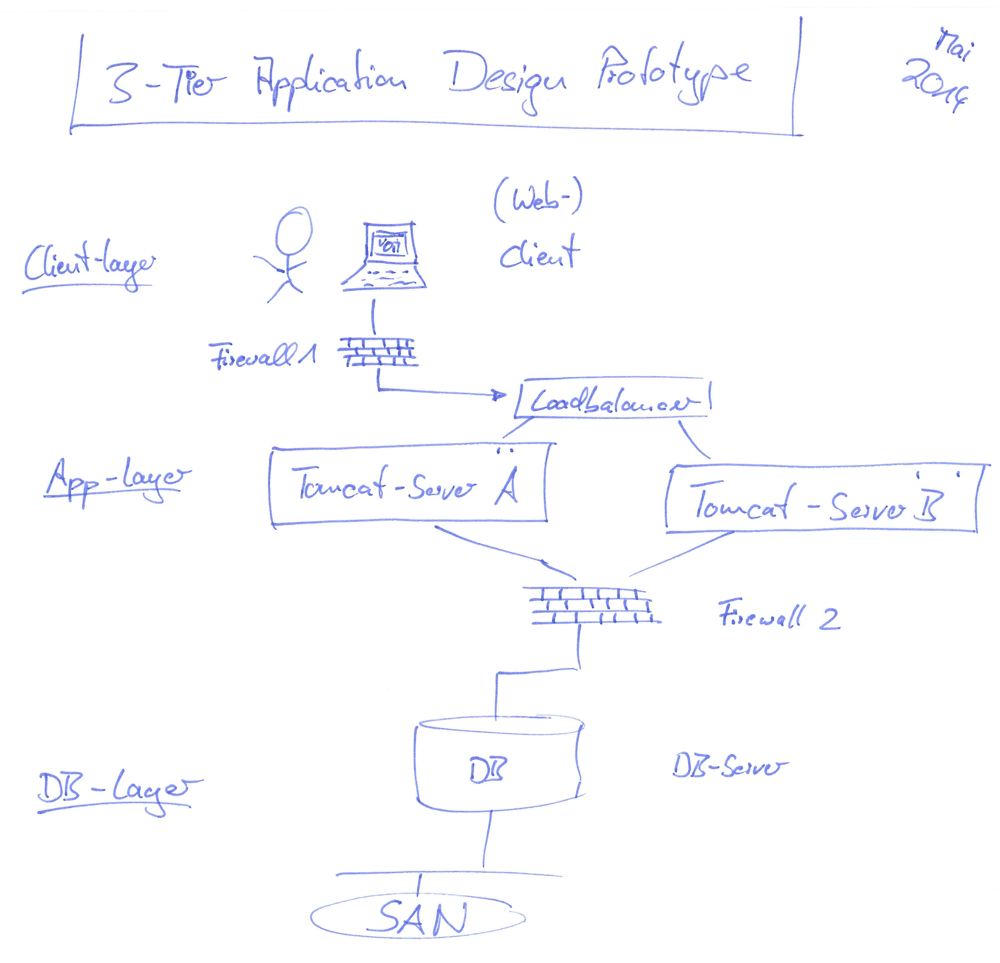 3-Tier Application Design Prototype
Mai
2014
(Web-)
Client
Client-Layer
Firewall 1
Loadbalancer
App-Layer
Tomcat-Server A
Tomcat-Server B
Firewall 2
DB
DB-Server
DB-Layer
SAN